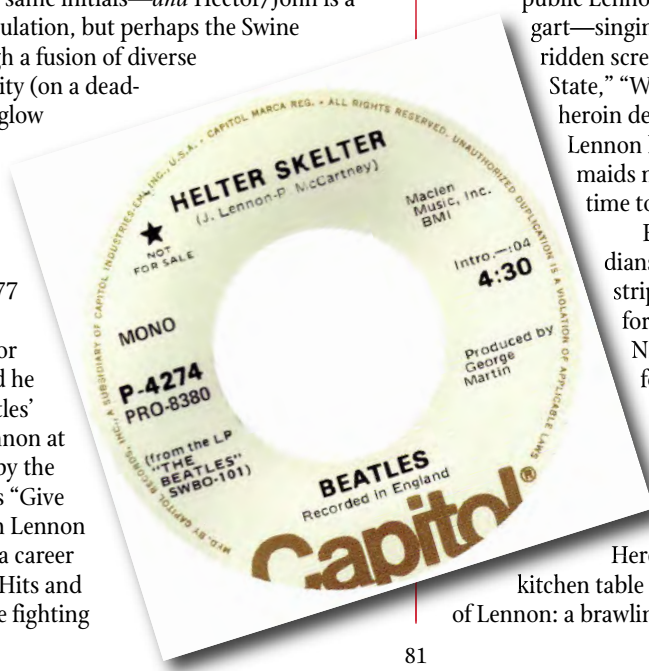 same initials—and Hector/John is a
ulation, but perhaps the Swine
h a fusion of diverse
ity (on a dead-
glow
77
or
d he
tles’
nnon at
by the
s “Give
n Lennon
a career
Hits and
e fighting
MFD. BY CAPITOL RECORDS, INC., A SUBSIDIARY OF CAPITOL INDUSTRIES-EMI, INC., U.S.A. • CAPITOL MARCA REG. • ALL RIGHTS RESERVED. UNAUTHORIZED DUPLICATION IS A VIOLATION OF APPLICABLE LAWS.
HELTER SKELTER
(J. Lennon-P. McCartney)
★
NOT
FOR SALE
Maclen
Music, Inc.
BMI
Intro.—:04
4:30
MONO
P-4274
PRO-8380
Produced by
George
Martin
(from the LP
"THE
BEATLES"
SWBO-101)
BEATLES
Recorded in England
Capitol®
public Lenno
gart—singin
ridden scre
State,” “W
heroin de
Lennon
maids n
time to
dians
strip
for
N
f
Her
kitchen table
of Lennon: a brawlin
81